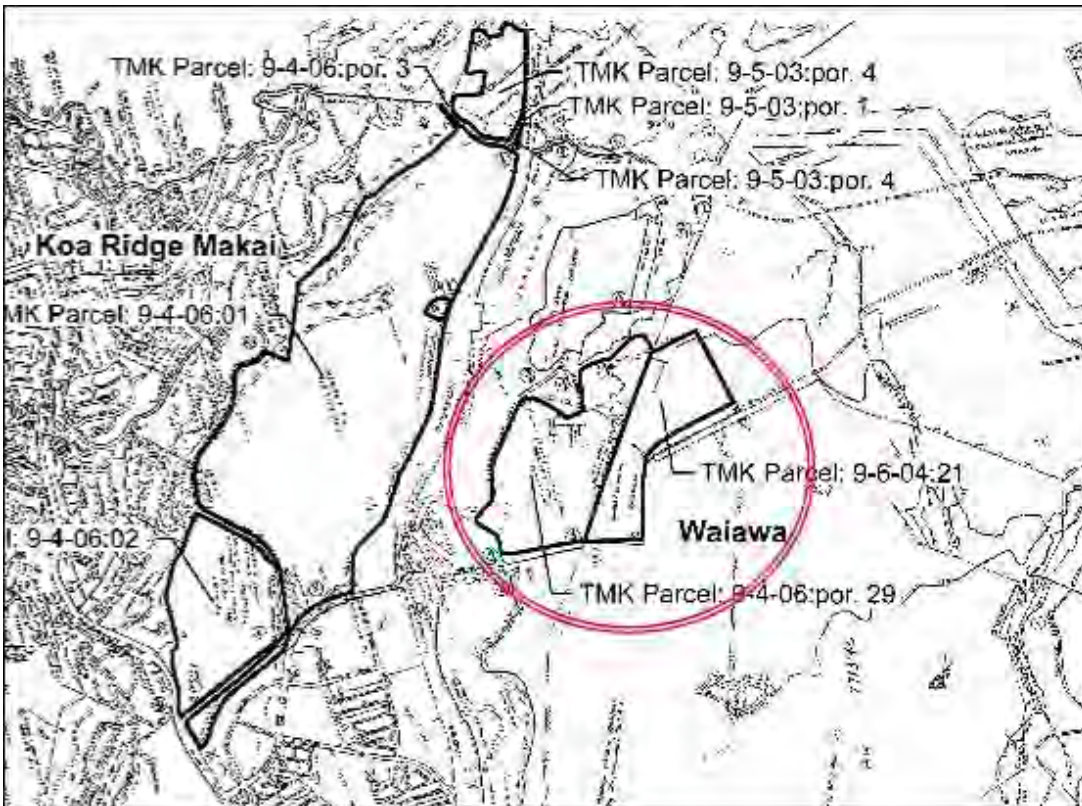 TMK Parcel: 9-4-06:por. 3
TMK Parcel: 9-5-03:por. 4
TMK Parcel: 9-5-03:por. 1
TMK Parcel: 9-5-03:por. 4
Koa Ridge Makai
MK Parcel: 9-4-06:01
TMK Parcel: 9-6-04:21
Waiawa
9-4-06:02
TMK Parcel: 9-4-06:por. 29